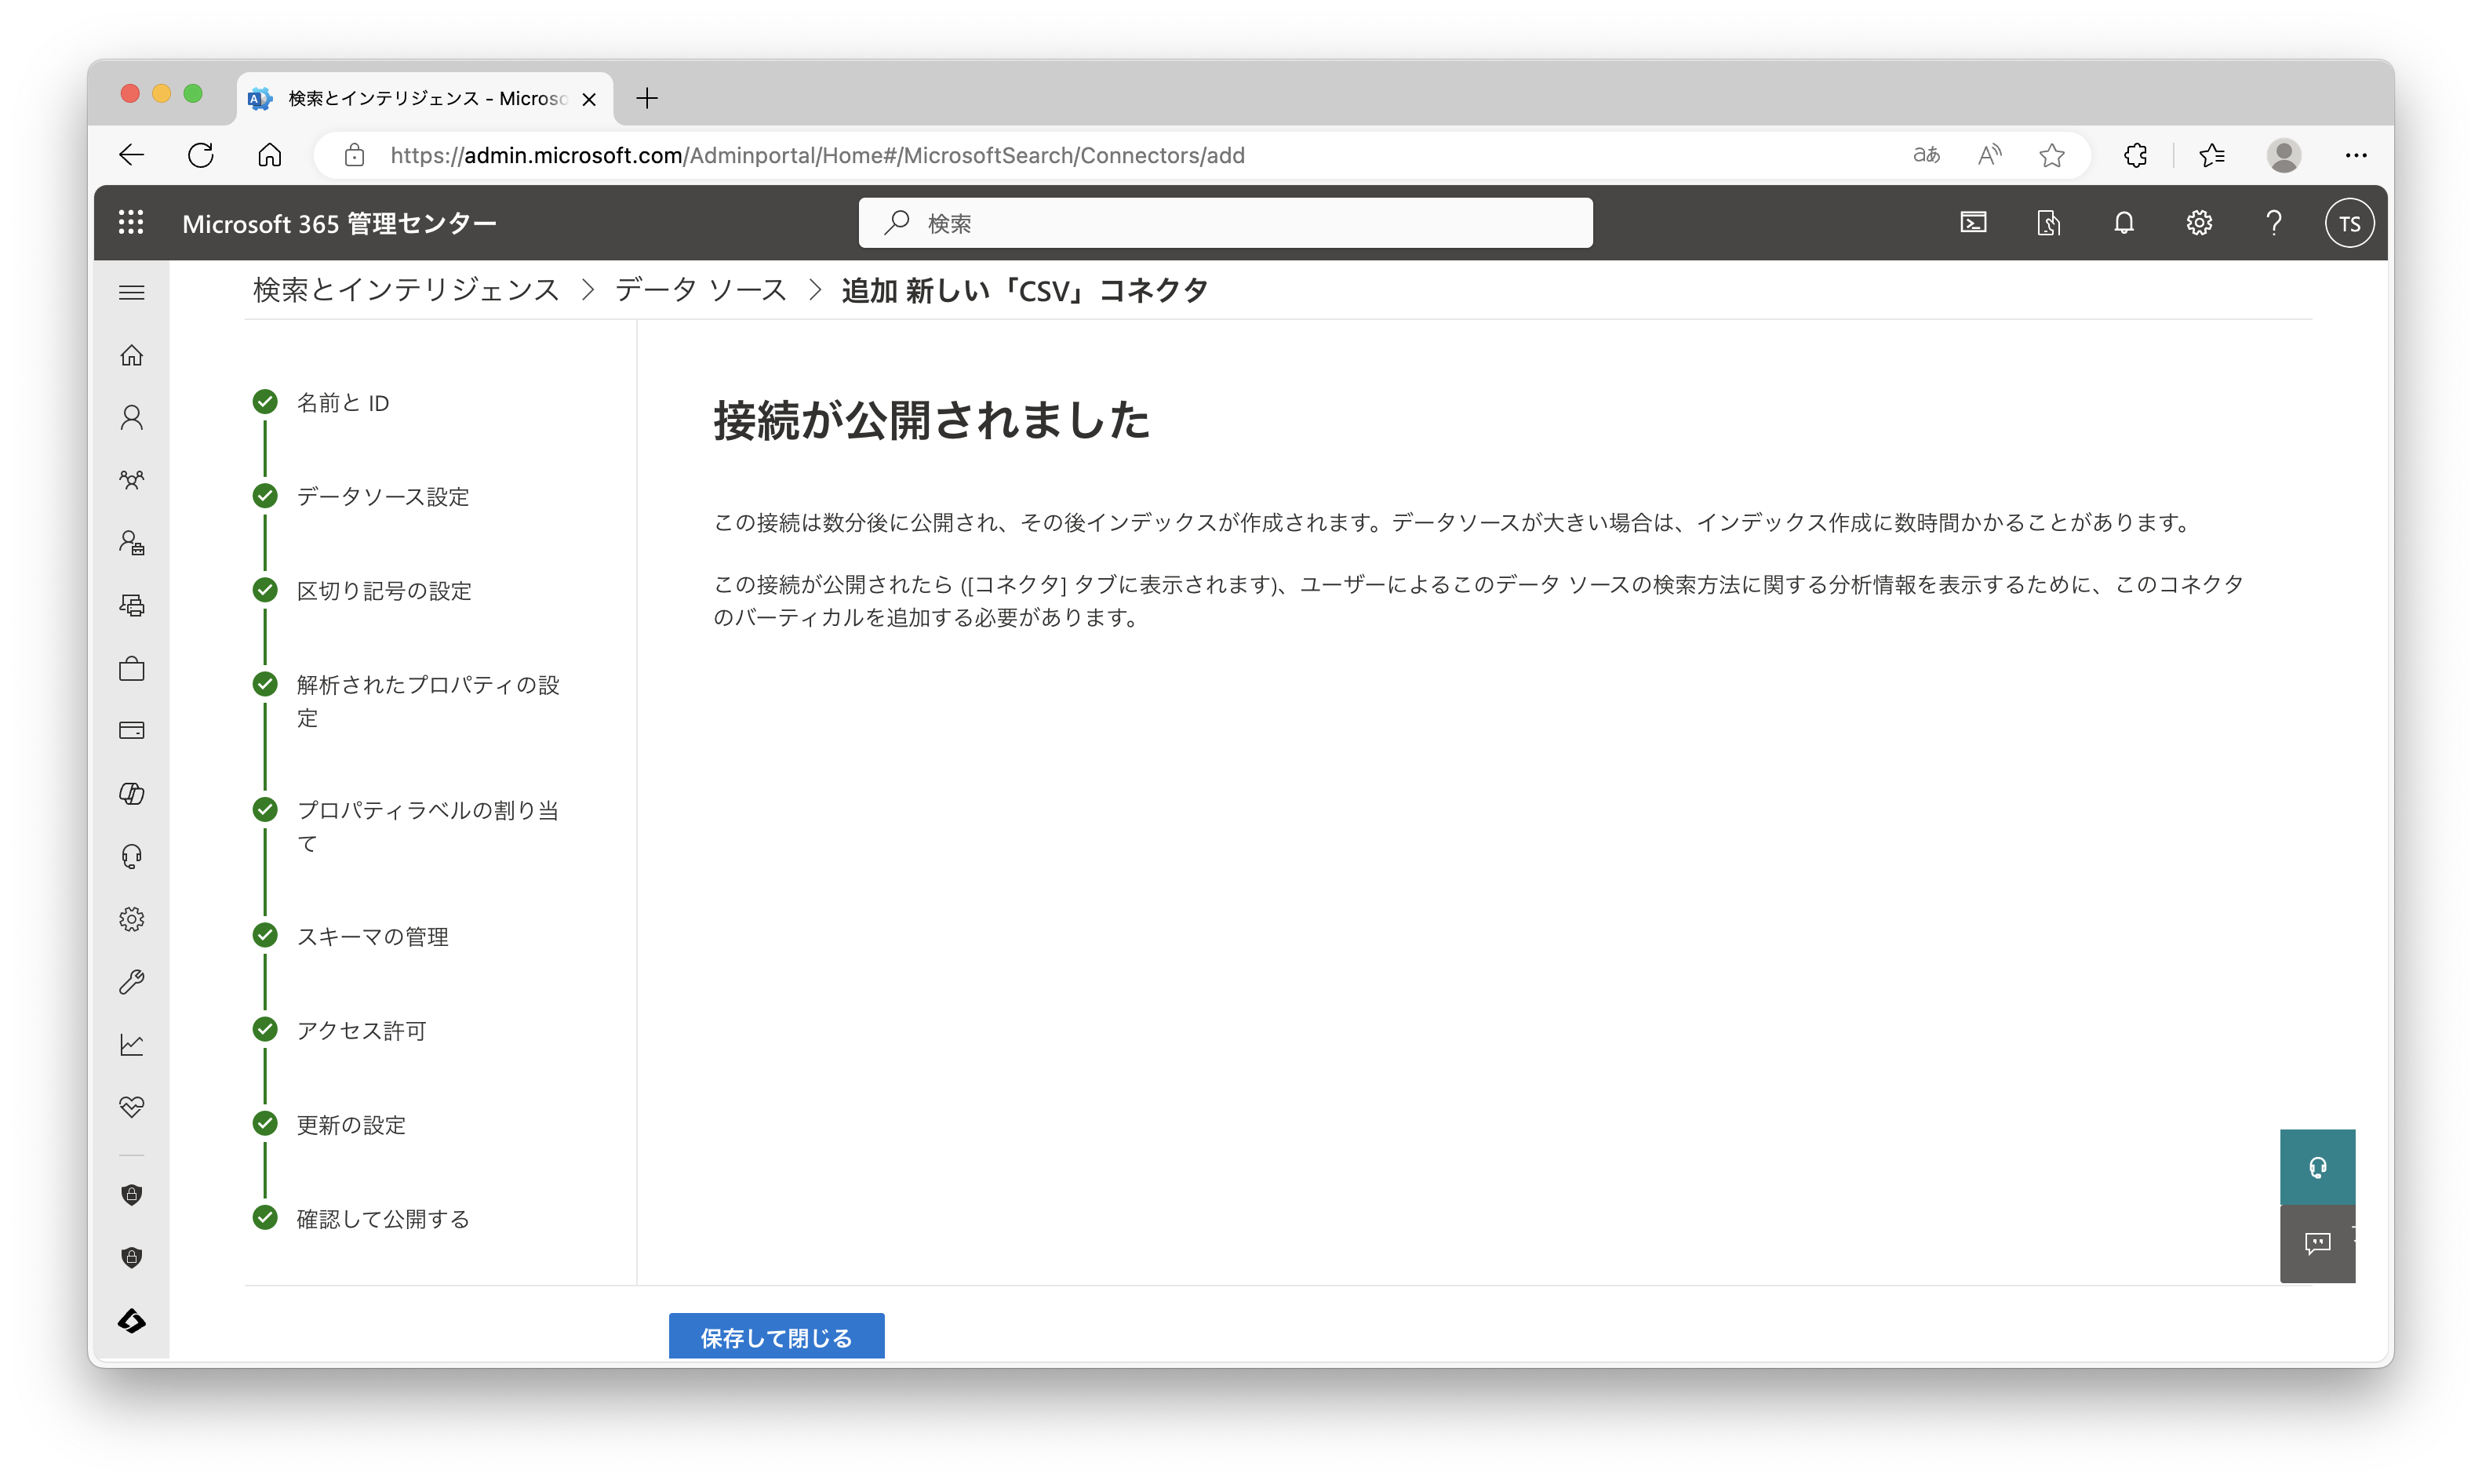 検索とインテリジェンス - Microso
https://admin.microsoft.com/Adminportal/Home#/MicrosoftSearch/Connectors/add
aあ
Microsoft 365 管理センター
検索
TS
検索とインテリジェンス > データ ソース > 追加 新しい「CSV」コネクタ
名前と ID
データソース設定
区切り記号の設定
解析されたプロパティの設
定
プロパティラベルの割り当
て
スキーマの管理
アクセス許可
更新の設定
確認して公開する
接続が公開されました
この接続は数分後に公開され、その後インデックスが作成されます。データソースが大きい場合は、インデックス作成に数時間かかることがあります。
この接続が公開されたら ([コネクタ] タブに表示されます)、ユーザーによるこのデータ ソースの検索方法に関する分析情報を表示するために、このコネクタ
のバーティカルを追加する必要があります。
保存して閉じる